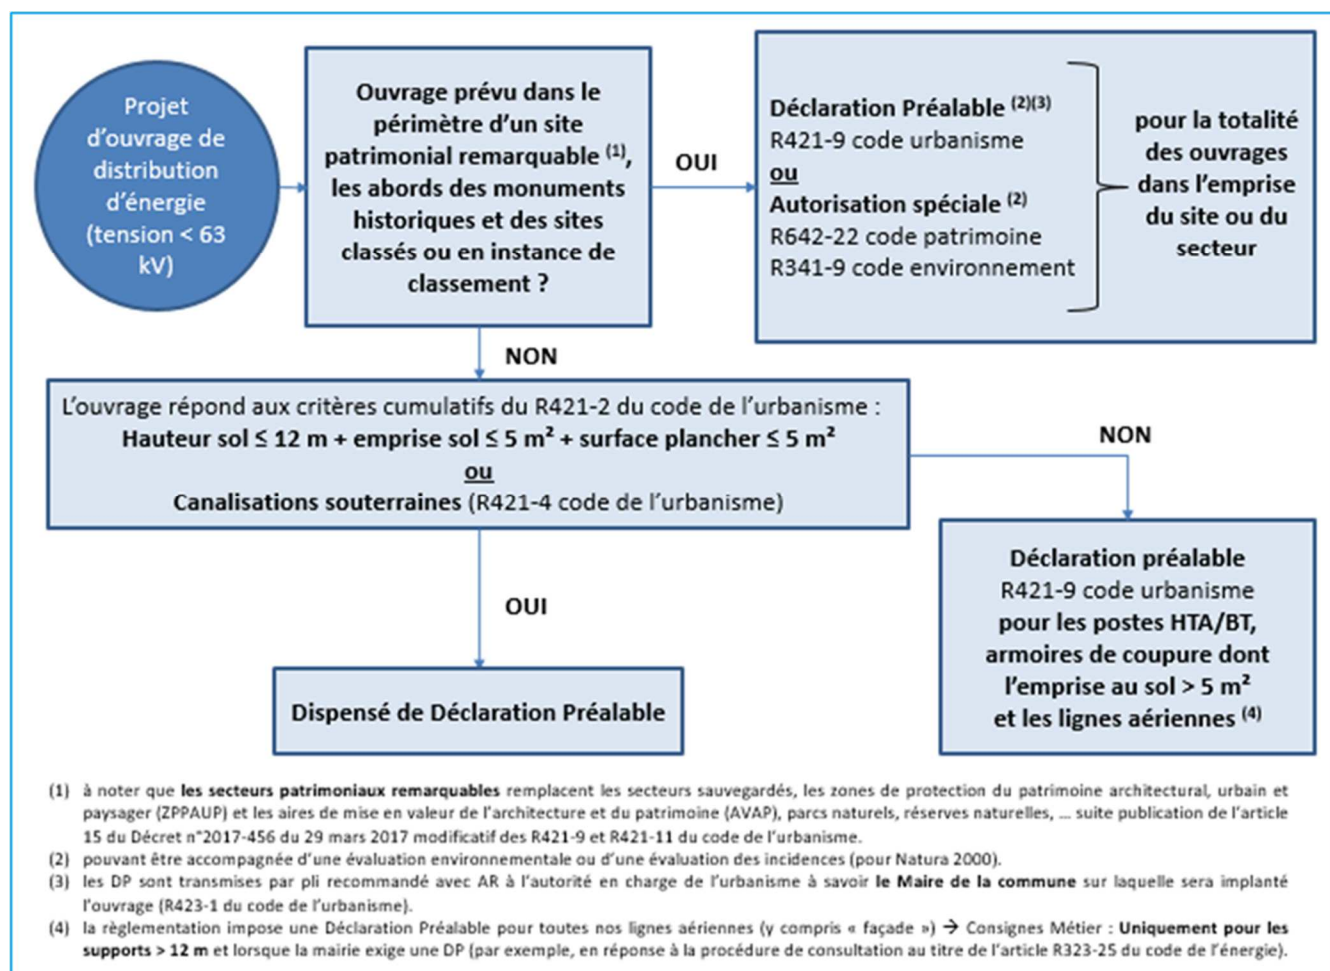 Projet
d'ouvrage de
distribution
d'énergie
(tension < 63
kV)
Ouvrage prévu dans le
périmètre d'un site
patrimonial remarquable (1),
les abords des monuments
historiques et des sites
classés ou en instance de
classement ?
OUI
Déclaration Préalable (2)(3)
R421-9 code urbanisme
ou
Autorisation spéciale (2)
R642-22 code patrimoine
R341-9 code environnement
pour la totalité
des ouvrages
dans l'emprise
du site ou du
secteur
NON
L'ouvrage répond aux critères cumulatifs du R421-2 du code de l'urbanisme :
Hauteur sol ≤ 12 m + emprise sol ≤ 5 m² + surface plancher ≤ 5 m²
ou
Canalisations souterraines (R421-4 code de l'urbanisme)
NON
OUI
Déclaration préalable
R421-9 code urbanisme
pour les postes HTA/BT,
armoires de coupure dont
l'emprise au sol > 5 m²
et les lignes aériennes (4)
Dispensé de Déclaration Préalable
(1) à noter que les secteurs patrimoniaux remarquables remplacent les secteurs sauvegardés, les zones de protection du patrimoine architectural, urbain et
paysager (ZPPAUP) et les aires de mise en valeur de l'architecture et du patrimoine (AVAP), parcs naturels, réserves naturelles, ... suite publication de l'article
15 du Décret n°2017-456 du 29 mars 2017 modificatif des R421-9 et R421-11 du code de l'urbanisme.
(2) pouvant être accompagnée d'une évaluation environnementale ou d'une évaluation des incidences (pour Natura 2000).
(3) les DP sont transmises par pli recommandé avec AR à l'autorité en charge de l'urbanisme à savoir le Maire de la commune sur laquelle sera implanté
l'ouvrage (R423-1 du code de l'urbanisme).
(4) la règlementation impose une Déclaration Préalable pour toutes nos lignes aériennes (y compris « façade ») → Consignes Métier : Uniquement pour les
supports > 12 m et lorsque la mairie exige une DP (par exemple, en réponse à la procédure de consultation au titre de l'article R323-25 du code de l'énergie).